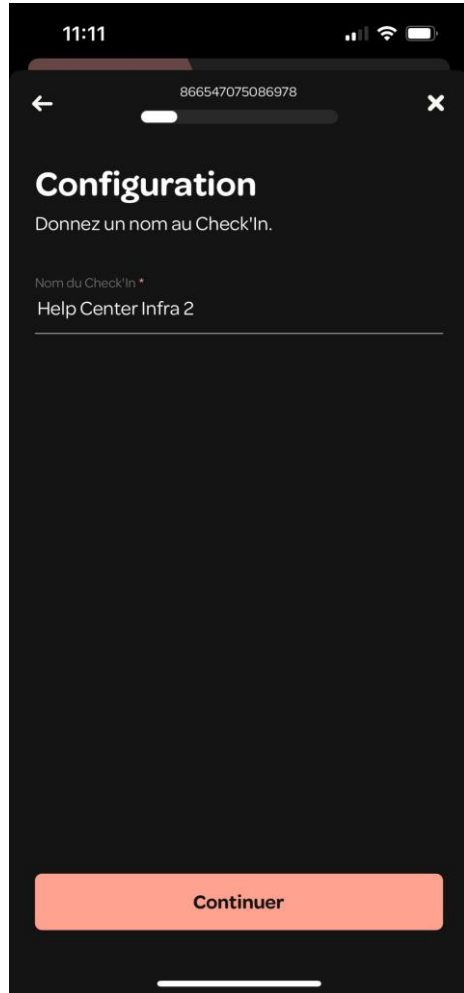 11:11
866547075086978
Configuration
Donnez un nom au Check'In.
Nom du Check'In *
Help Center Infra 2
Continuer